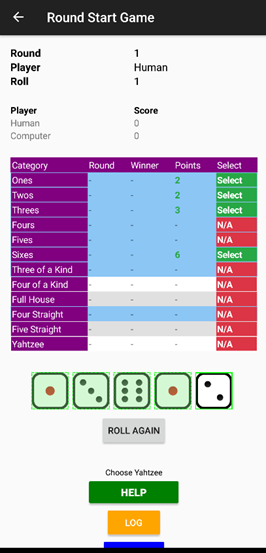 Round Start Game
Round 1
Player Human
Roll 1
Player Score
Human 0
Computer 0
Category Round Winner Points Select
Ones - - 2 Select
Twos - - 2 Select
Threes - - 3 Select
Fours - - - N/A
Fives - - - N/A
Sixes - - 6 Select
Three of a Kind - - - N/A
Four of a Kind - - - N/A
Full House - - - N/A
Four Straight - - - N/A
Five Straight - - - N/A
Yahtzee - - - N/A
ROLL AGAIN
Choose Yahtzee
HELP
LOG